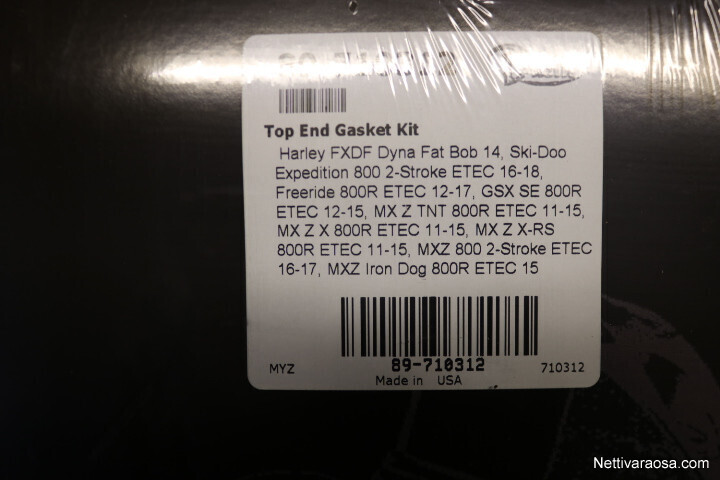 Top End Gasket Kit
Harley FXDF Dyna Fat Bob 14, Ski-Doo
Expedition 800 2-Stroke ETEC 16-18,
Freeride 800R ETEC 12-17, GSX SE 800R
ETEC 12-15, MX Z TNT 800R ETEC 11-15,
MX Z X 800R ETEC 11-15, MX Z X-RS
800R ETEC 11-15, MXZ 800 2-Stroke ETEC
16-17, MXZ Iron Dog 800R ETEC 15
89-710312
MYZ 710312
Made in USA
Nettivaraosa.com